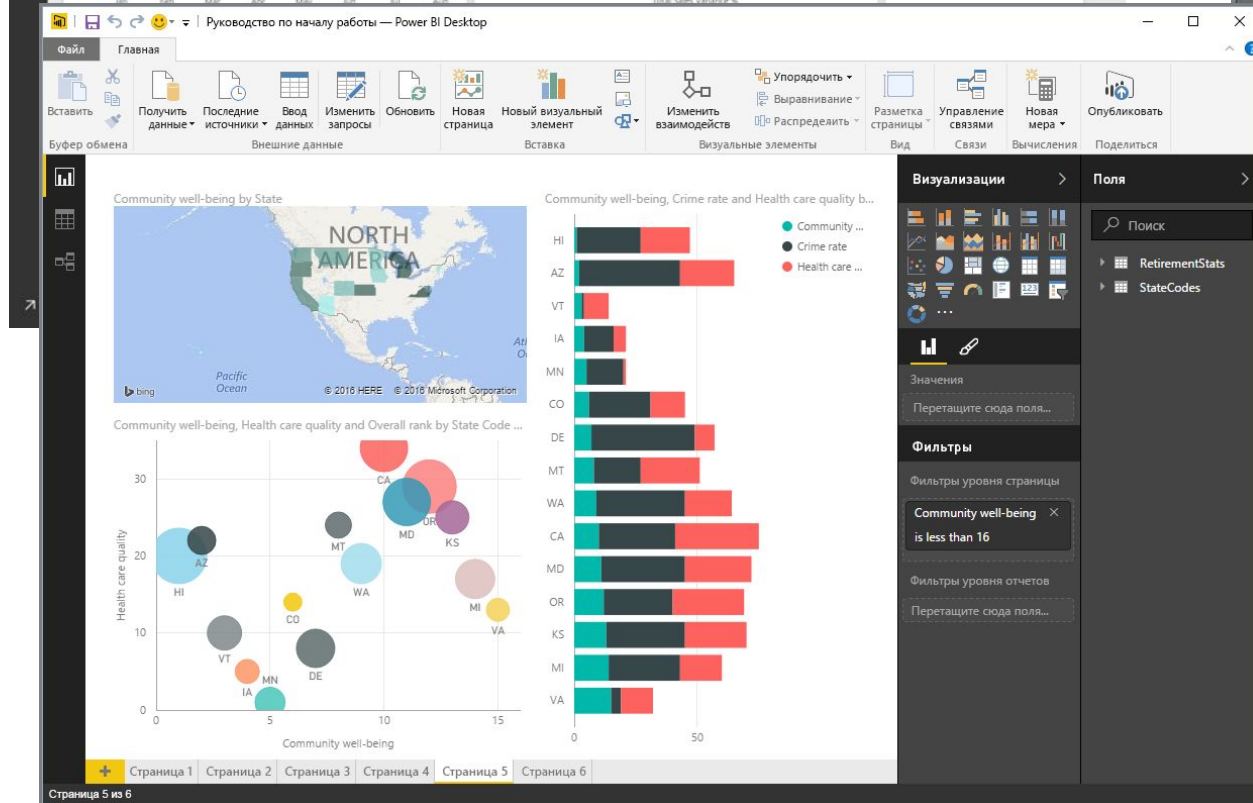 Руководство по началу работы — Power BI Desktop
Файл
Главная
Вставить
Получить данные
Последние источники
Ввод данных
Изменить запросы
Обновить
Новая страница
Новый визуальный элемент
Изменить взаимодейств
Упорядочить
Выравнивание
Распределить
Разметка страницы
Управление связями
Новая мера
Опубликовать
Буфер обмена
Внешние данные
Вставка
Визуальные элементы
Вид
Связи
Вычисления
Поделиться
Community well-being by State
NORTH
AMERICA
Pacific
Ocean
bing
© 2016 HERE © 2016 Microsoft Corporation
Community well-being, Health care quality and Overall rank by State Code ...
Health care quality
30
20
10
0
CA
OR
MD
KS
MT
AZ
HI
WA
MI
CO
VA
VT
DE
IA
MN
0
5
10
15
Community well-being
Community well-being, Crime rate and Health care quality b...
Community ...
Crime rate
Health care ...
HI
AZ
VT
IA
MN
CO
DE
MT
WA
CA
MD
OR
KS
MI
VA
0
50
Визуализации
123
Значения
Перетащите сюда поля...
Фильтры
Фильтры уровня страницы
Community well-being
is less than 16
Фильтры уровня отчетов
Перетащите сюда поля...
Поля
Поиск
RetirementStats
StateCodes
Страница 1
Страница 2
Страница 3
Страница 4
Страница 5
Страница 6
Страница 5 из 6